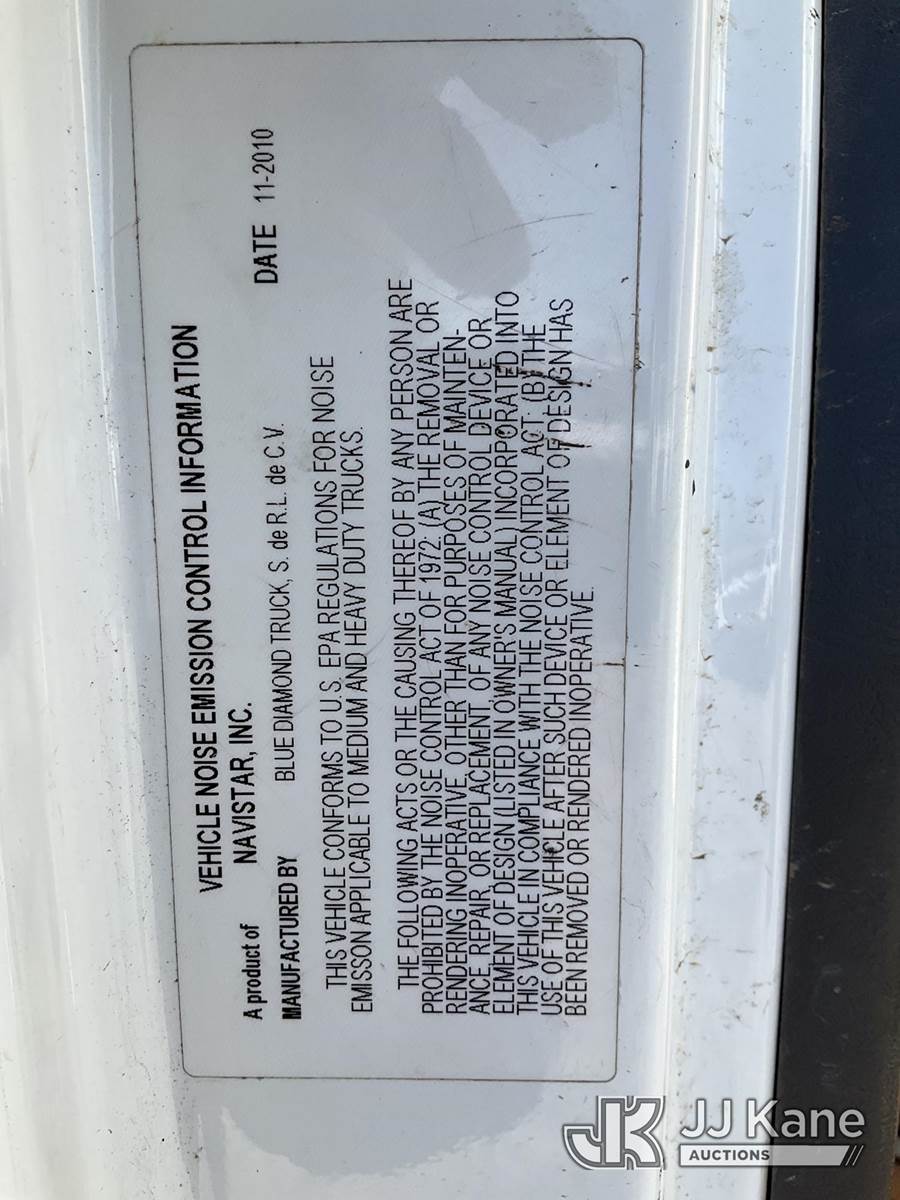 VEHICLE NOISE EMISSION CONTROL INFORMATION
A product of NAVISTAR, INC.
MANUFACTURED BY BLUE DIAMOND TRUCK, S. de R.L. de C.V. DATE 11-2010
THIS VEHICLE CONFORMS TO U.S. EPA REGULATIONS FOR NOISE
EMISSON APPLICABLE TO MEDIUM AND HEAVY DUTY TRUCKS.
THE FOLLOWING ACTS OR THE CAUSING THEREOF BY ANY PERSON ARE
PROHIBITED BY THE NOISE CONTROL ACT OF 1972. (A) THE REMOVAL OR
RENDERING INOPERATIVE, OTHER THAN FOR PURPOSES OF MAINTEN-
ANCE, REPAIR, OR REPLACEMENT, OF ANY NOISE CONTROL DEVICE OR
ELEMENT OF DESIGN (LISTED IN OWNER'S MANUAL) INCORPORATED INTO
THIS VEHICLE IN COMPLIANCE WITH THE NOISE CONTROL ACT, (B) THE
USE OF THIS VEHICLE AFTER SUCH DEVICE OR ELEMENT OF DESIGN HAS
BEEN REMOVED OR RENDERED INOPERATIVE.
JK JJ Kane
AUCTIONS